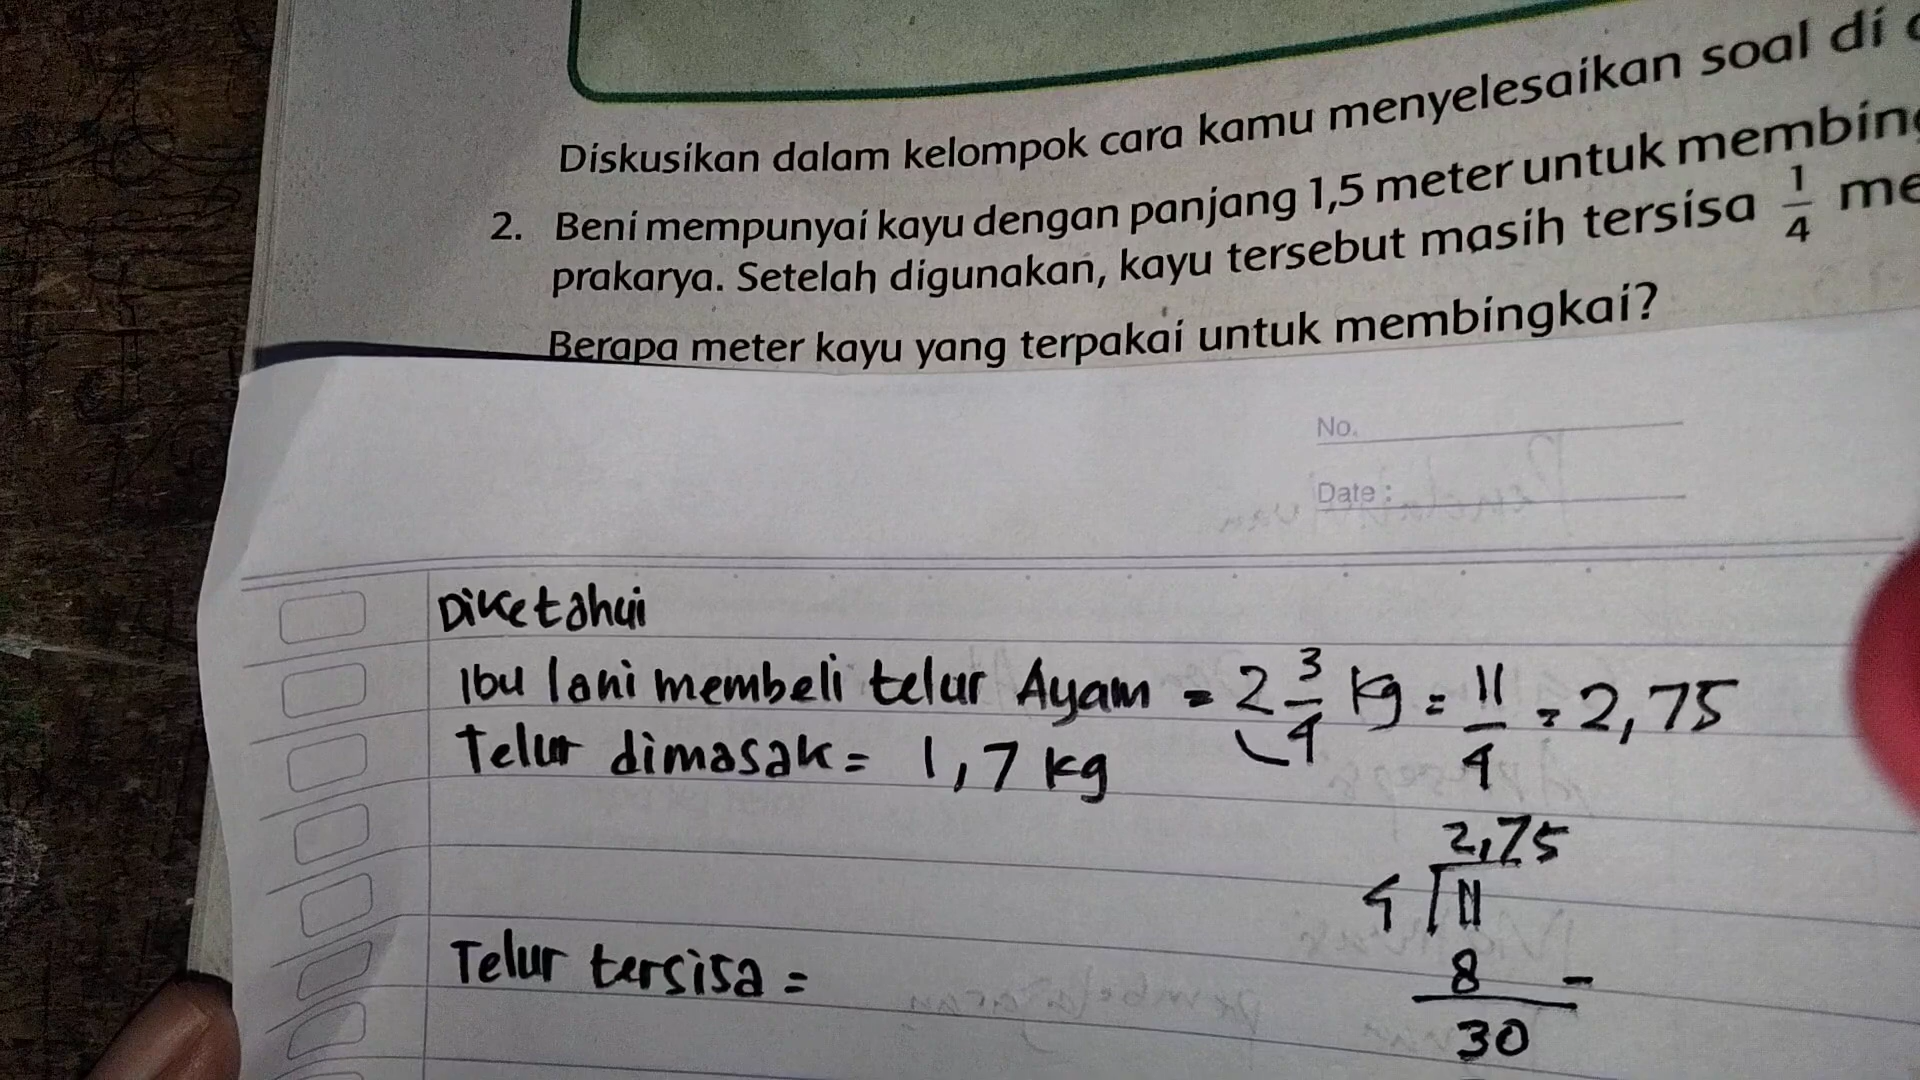 Diskusikan dalam kelompok cara kamu menyelesaikan soal di
2. Beni mempunyai kayu dengan panjang 1,5 meter untuk
prakarya. Setelah digunakan, kayu tersebut masih tersisa 1/4
Berapa meter kayu yang terpakai untuk membingkai?
No.
Date :
Diketahui
Ibu lani membeli telur Ayam = 2 3/4 kg = 11/4 = 2,75
Telur dimasak = 1,7 kg
2,75
4 11
8 -
Telur tersisa =
30